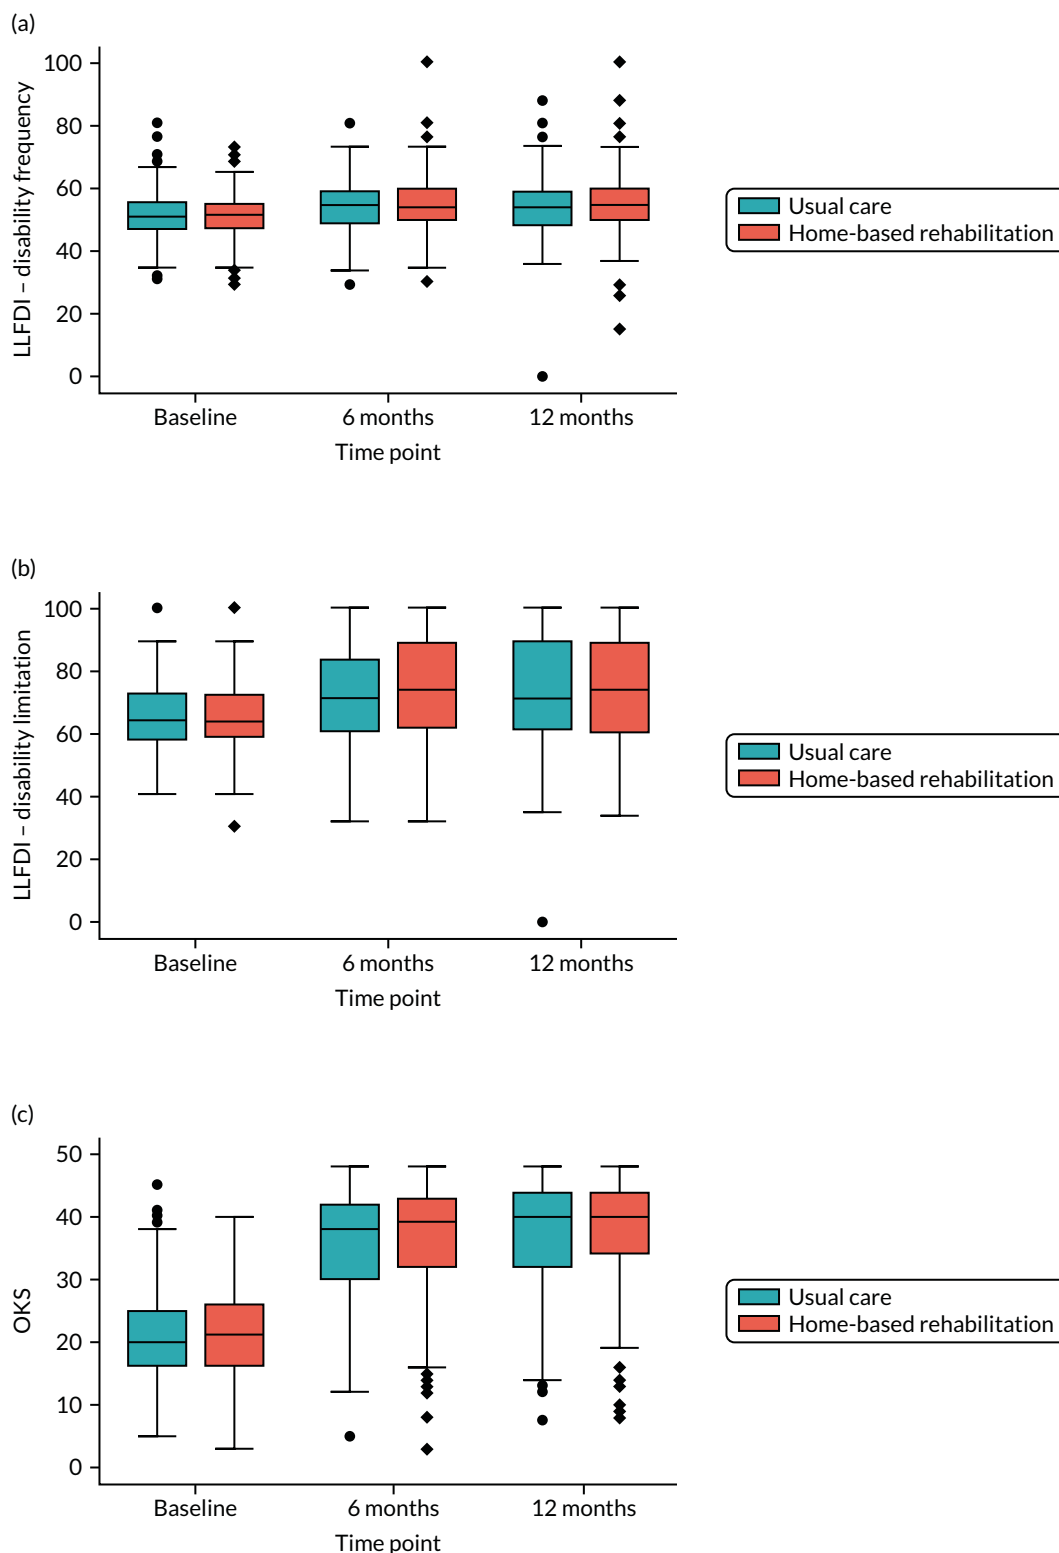 (a)
LLFDI – disability frequency
100
80
60
40
20
0
Baseline
6 months
12 months
Time point
Usual care
Home-based rehabilitation
(b)
LLFDI – disability limitation
100
80
60
40
20
0
Baseline
6 months
12 months
Time point
Usual care
Home-based rehabilitation
(c)
OKS
50
40
30
20
10
0
Baseline
6 months
12 months
Time point
Usual care
Home-based rehabilitation